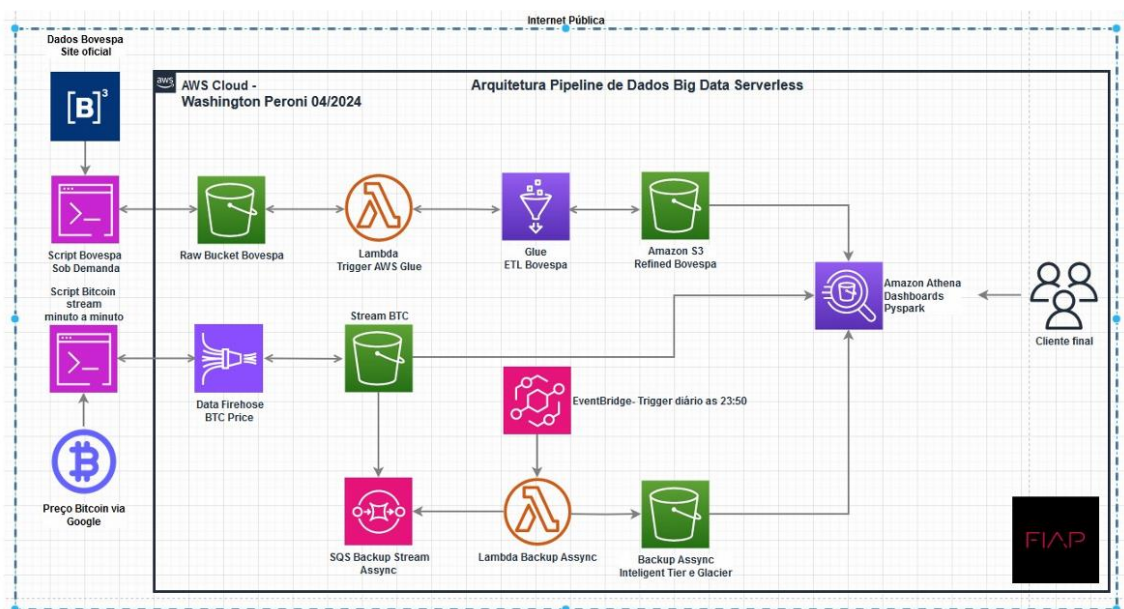 Internet Pública
Dados Bovespa
Site oficial
[B]³
aws
AWS Cloud -
Washington Peroni 04/2024
Arquitetura Pipeline de Dados Big Data Serverless
Script Bovespa
Sob Demanda
Raw Bucket Bovespa
Lambda
Trigger AWS Glue
Glue
ETL Bovespa
Amazon S3
Refined Bovespa
Amazon Athena
Dashboards
Pyspark
Cliente final
Script Bitcoin
stream
minuto a minuto
Data Firehose
BTC Price
Stream BTC
EventBridge- Trigger diário as 23:50
Preço Bitcoin via
Google
SQS Backup Stream
Assync
Lambda Backup Assync
Backup Assync
Inteligent Tier e Glacier
FIAP